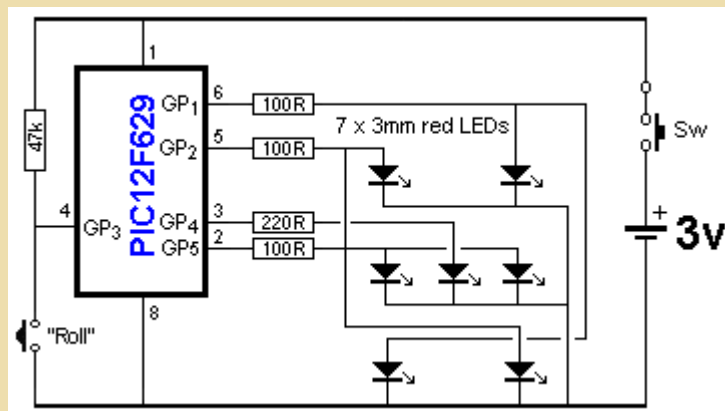 1
PIC12F629
GP1
6
100R
7 x 3mm red LEDs
GP2
5
100R
Sw
47k
4
GP3
GP4
3
220R
GP5
2
100R
+
3v
8
"Roll"